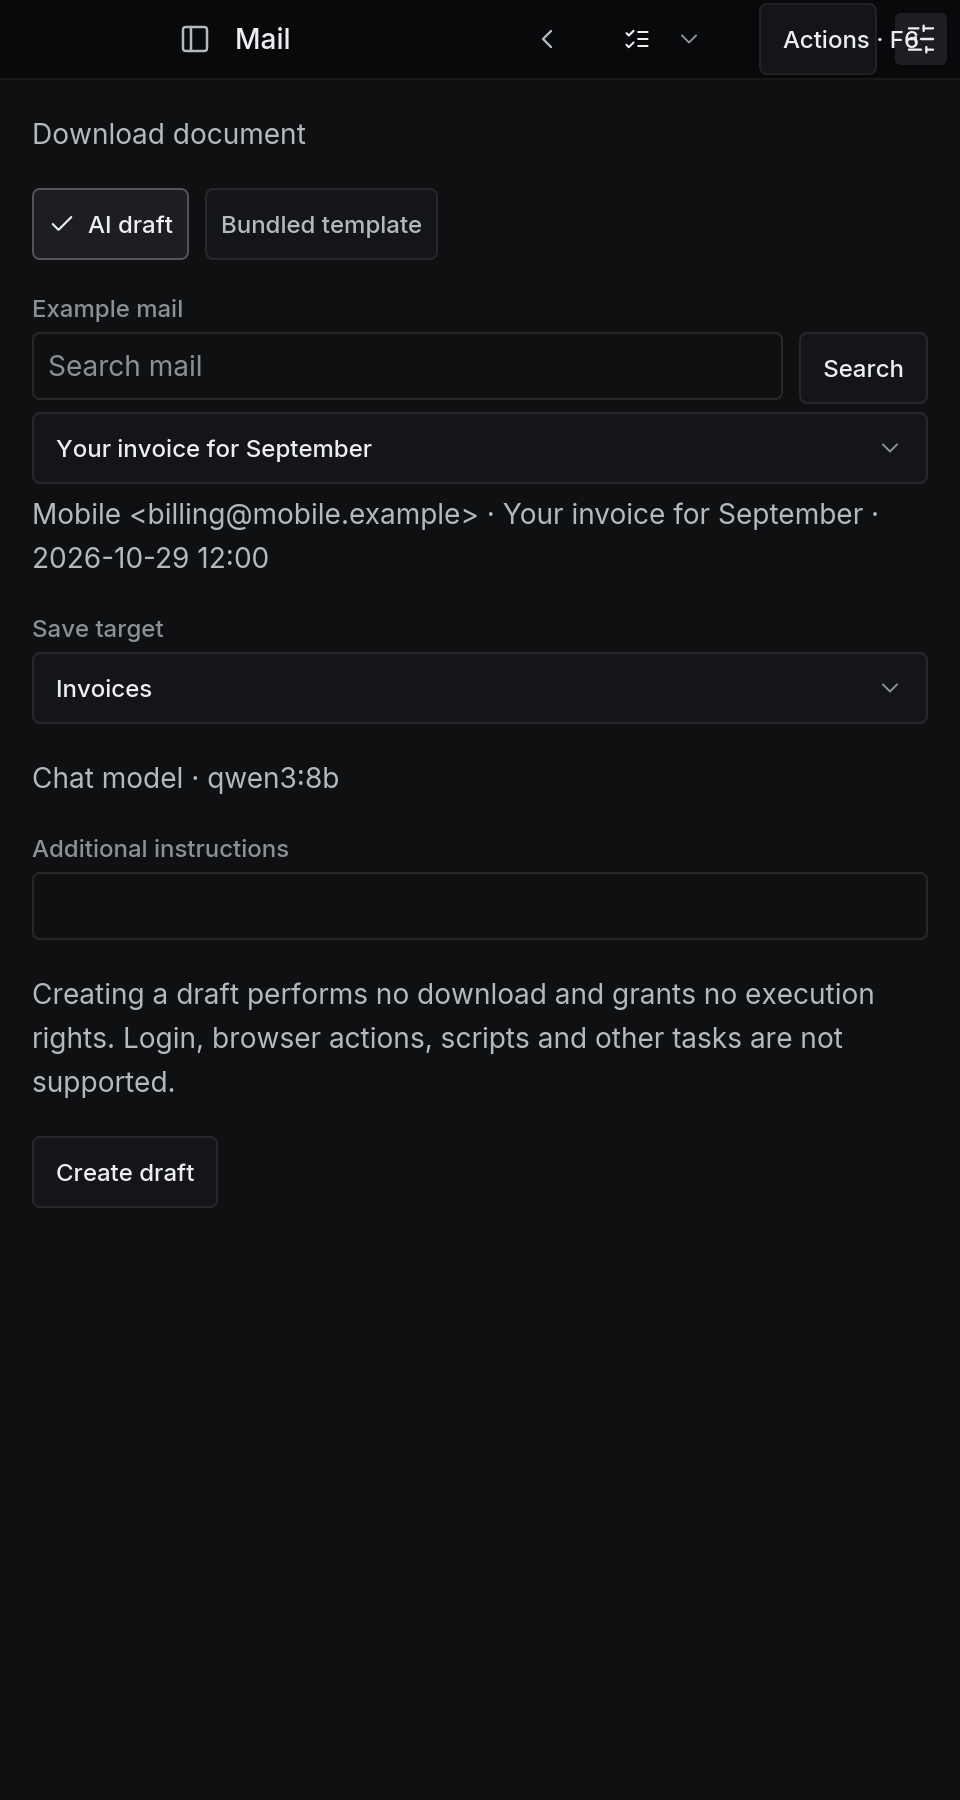 Mail
Actions · F6
Download document
AI draft
Bundled template
Example mail
Search mail
Search
Your invoice for September
Mobile <billing@mobile.example> · Your invoice for September ·
2026-10-29 12:00
Save target
Invoices
Chat model · qwen3:8b
Additional instructions
Creating a draft performs no download and grants no execution
rights. Login, browser actions, scripts and other tasks are not
supported.
Create draft